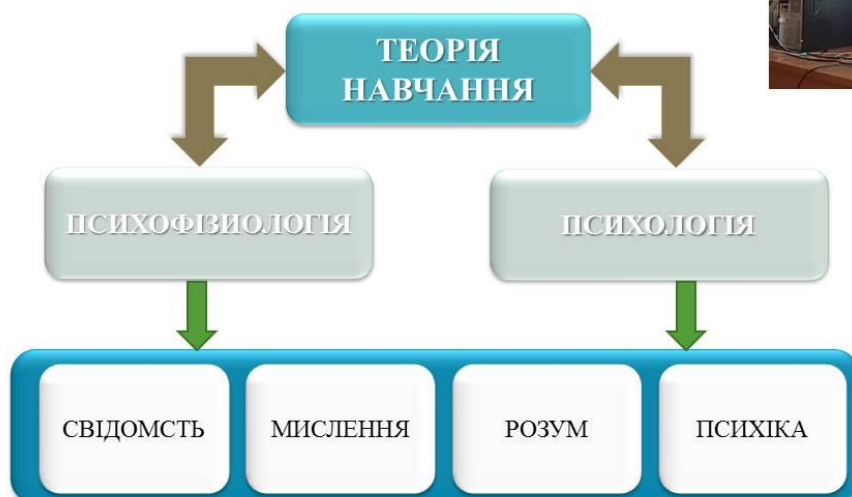 ТЕОРІЯ
НАВЧАННЯ
ПСИХОФІЗИОЛОГІЯ
ПСИХОЛОГІЯ
СВІДОМСТЬ
МИСЛЕННЯ
РОЗУМ
ПСИХІКА